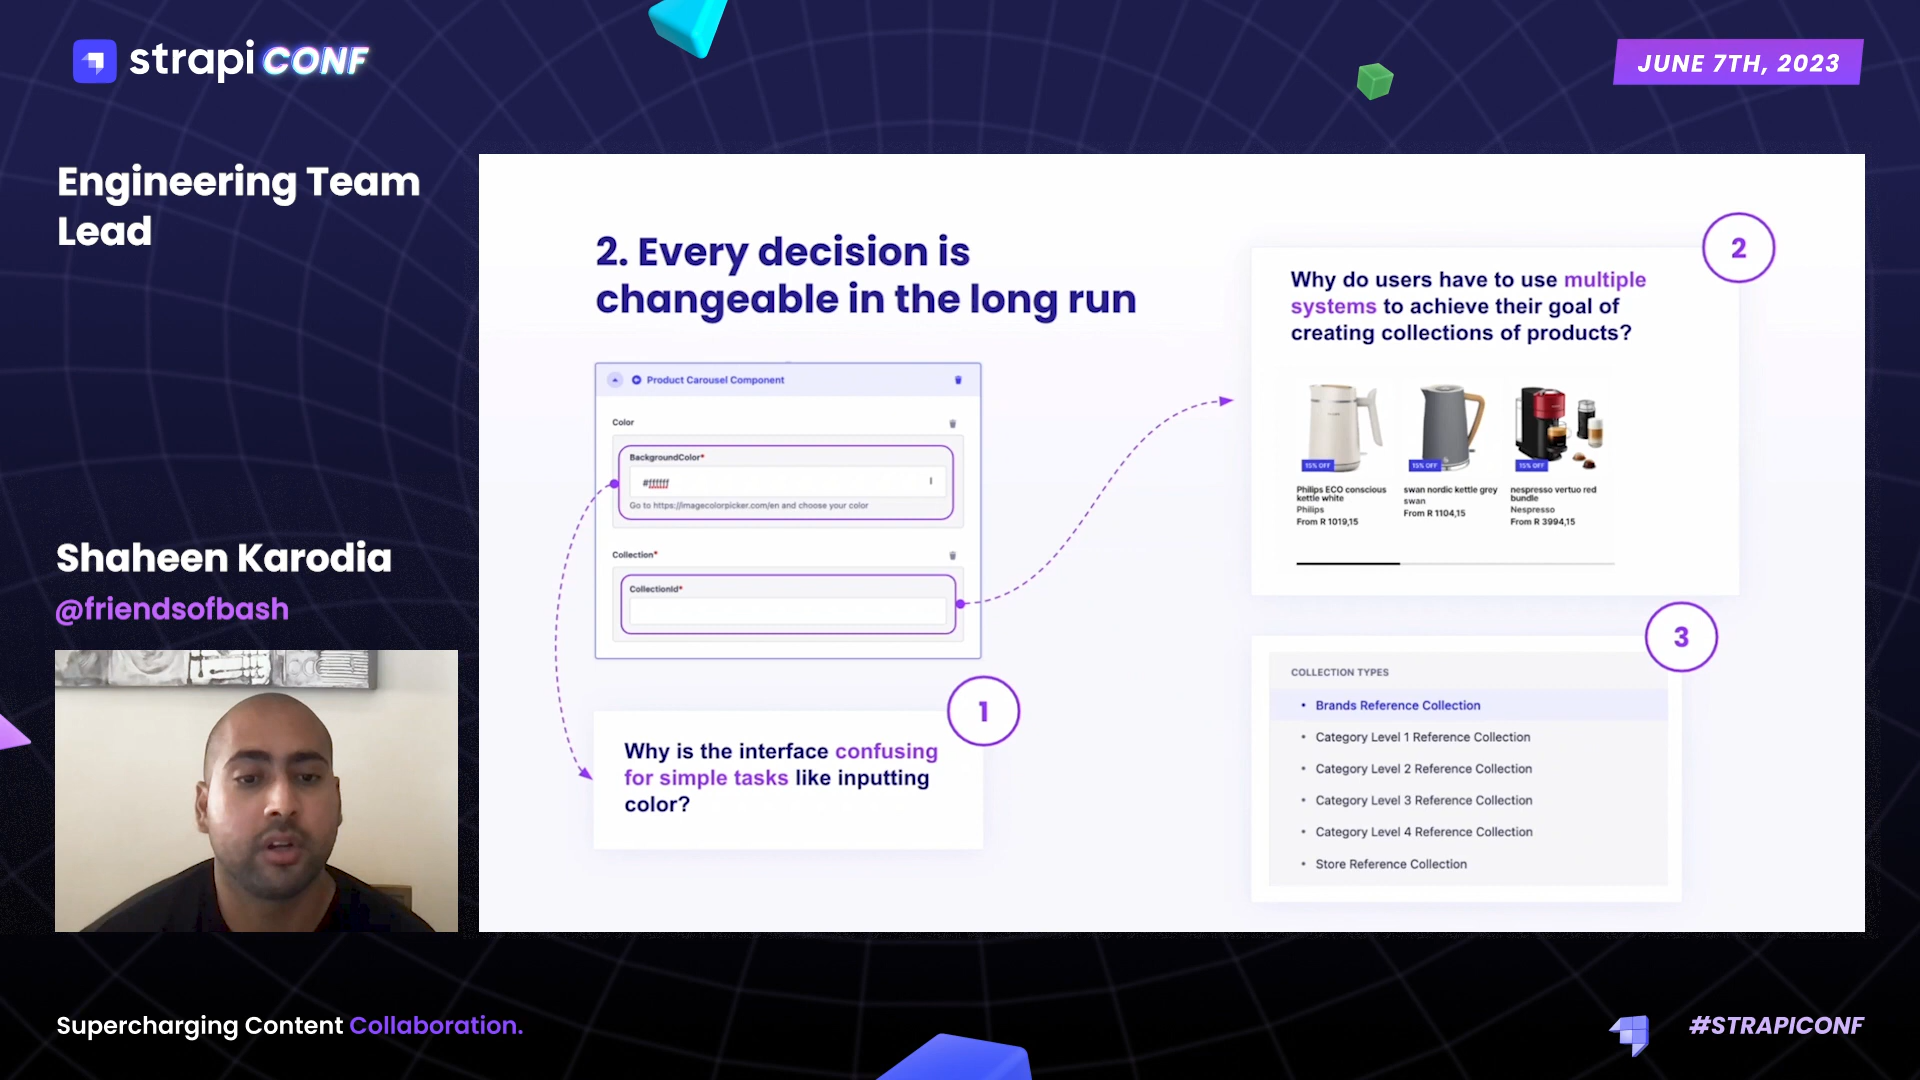 strapi CONF
JUNE 7TH, 2023
Engineering Team
Lead
Shaheen Karodia
@friendsofbash
2. Every decision is
changeable in the long run
Product Carousel Component
Color
BackgroundColor*
#ffffff
Go to https://imagecolorpicker.com/en and choose your color
Collection*
CollectionId*
1
Why is the interface confusing
for simple tasks like inputting
color?
2
Why do users have to use multiple
systems to achieve their goal of
creating collections of products?
15% OFF
15% OFF
15% OFF
Philips ECO conscious
kettle white
Philips
From R 1019,15
swan nordic kettle grey
swan
From R 1104,15
nespresso vertuo red
bundle
Nespresso
From R 3994,15
3
COLLECTION TYPES
• Brands Reference Collection
• Category Level 1 Reference Collection
• Category Level 2 Reference Collection
• Category Level 3 Reference Collection
• Category Level 4 Reference Collection
• Store Reference Collection
Supercharging Content Collaboration.
#STRAPICONF